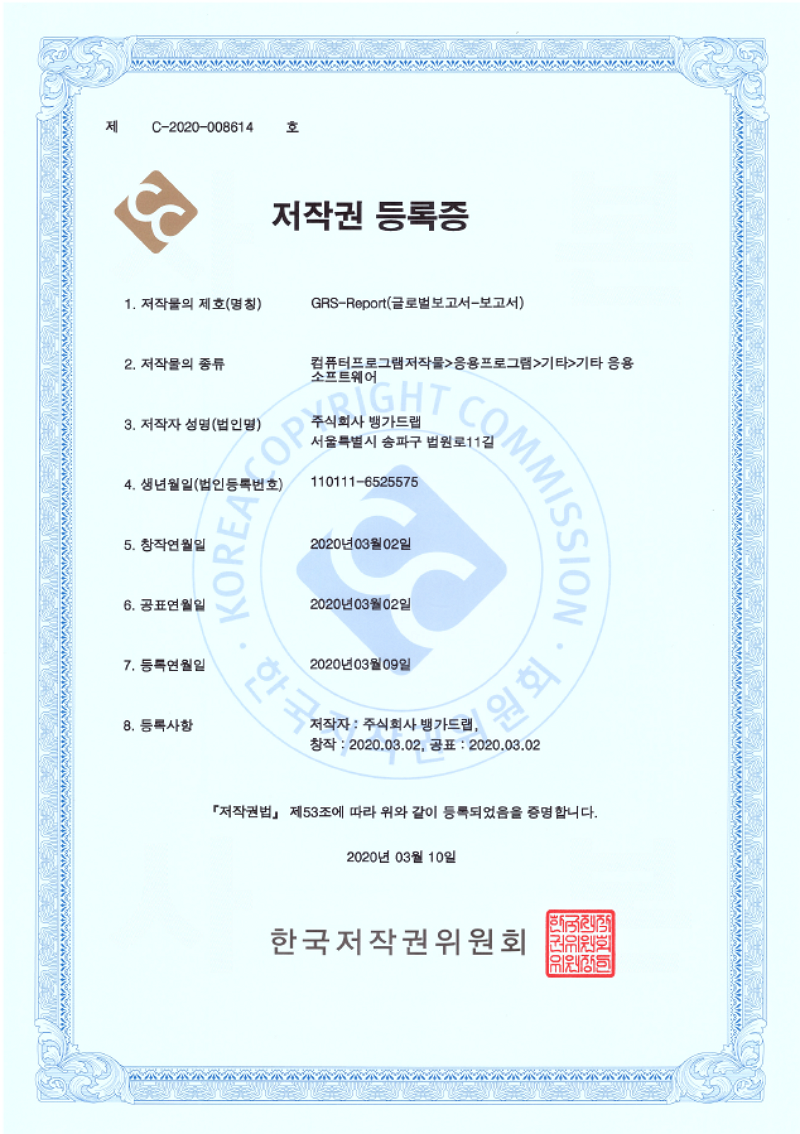 제 C-2020-008614 호
저작권 등록증
1. 저작물의 제호(명칭) GRS-Report(글로벌보고서-보고서)
2. 저작물의 종류 컴퓨터프로그램저작물>응용프로그램>기타>기타 응용
소프트웨어
3. 저작자 성명(법인명) 주식회사 뱅가드랩
서울특별시 송파구 법원로11길
4. 생년월일(법인등록번호) 110111-6525575
5. 창작연월일 2020년03월02일
6. 공표연월일 2020년03월02일
7. 등록연월일 2020년03월09일
8. 등록사항 저작자 : 주식회사 뱅가드랩,
창작 : 2020.03.02, 공표 : 2020.03.02
『저작권법』 제53조에 따라 위와 같이 등록되었음을 증명합니다.
2020년 03월 10일
한국저작권위원회
KOREA COPYRIGHT COMMISSION
한국저작권위원회